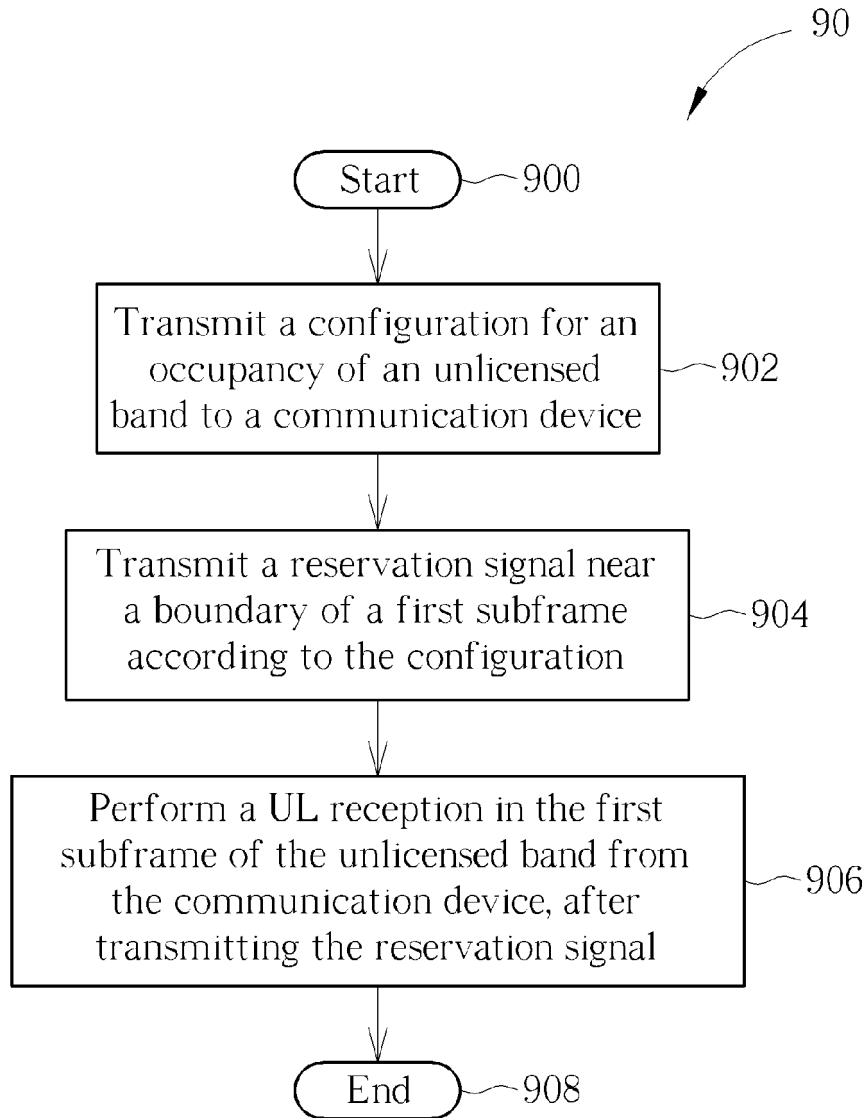 90
Start
900
Transmit a configuration for an
occupancy of an unlicensed
band to a communication device
902
Transmit a reservation signal near
a boundary of a first subframe
according to the configuration
904
Perform a UL reception in the first
subframe of the unlicensed band from
the communication device, after
transmitting the reservation signal
906
End
908